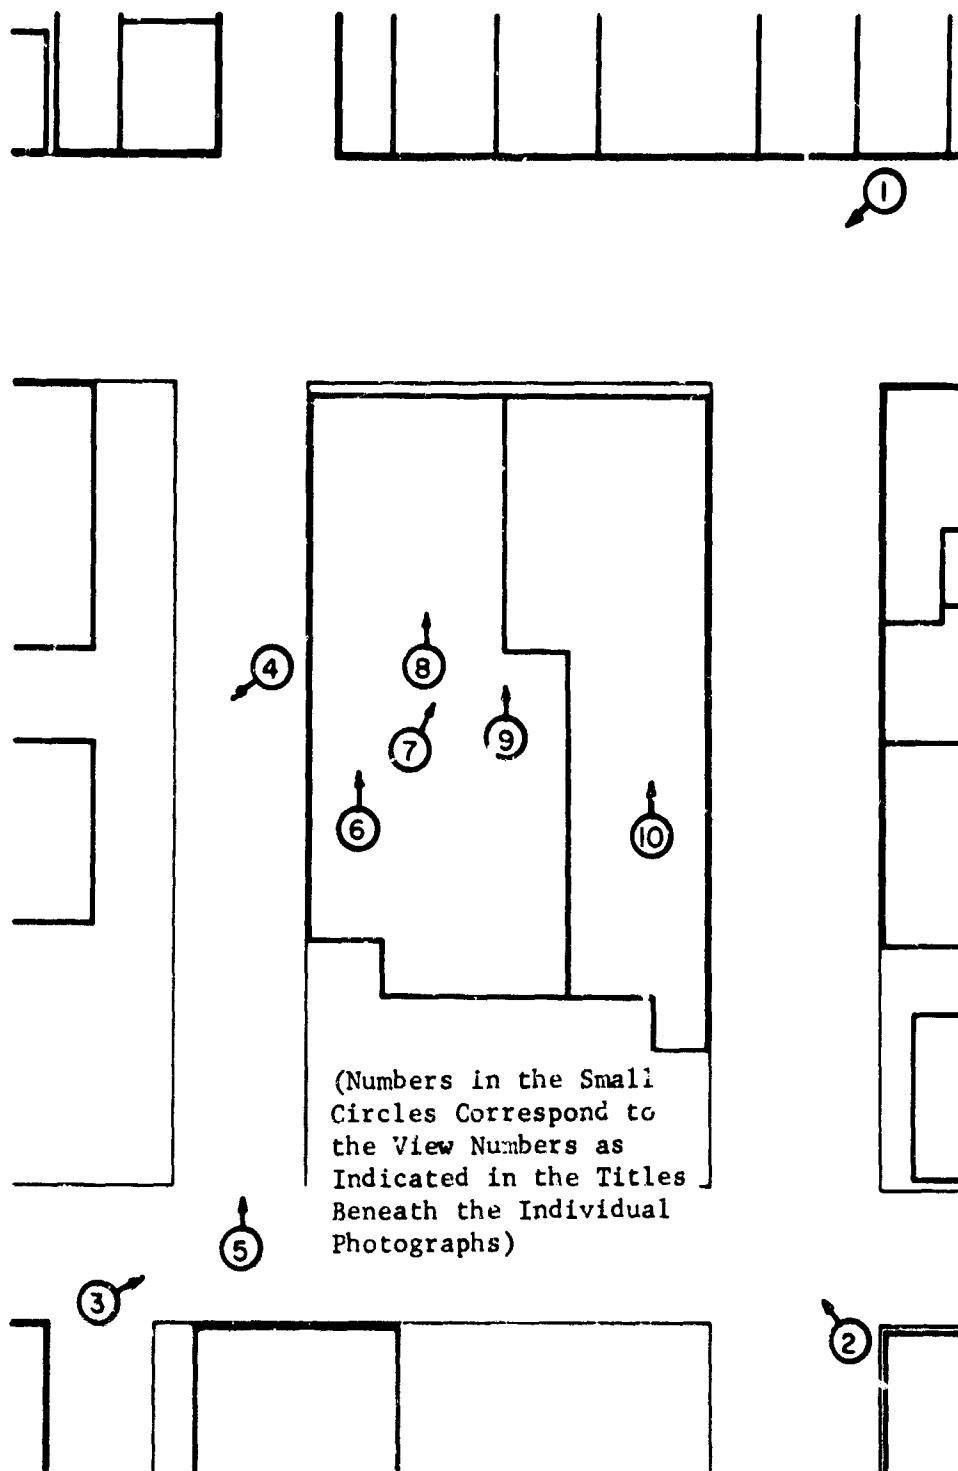 1
4
8
7
9
6
10
(Numbers in the Small
Circles Correspond to
the View Numbers as
Indicated in the Titles
Beneath the Individual
Photographs)
5
3
2